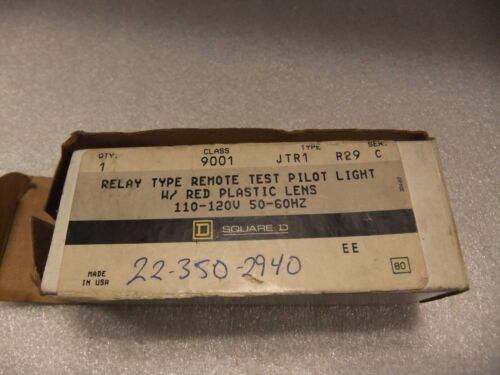 QTY. CLASS TYPE SER.
1 9001 JTR1 R29 C
RELAY TYPE REMOTE TEST PILOT LIGHT
W/ RED PLASTIC LENS
110-120V 50-60HZ
D SQUARE D
EE
22-350-2940
MADE
IN USA
80